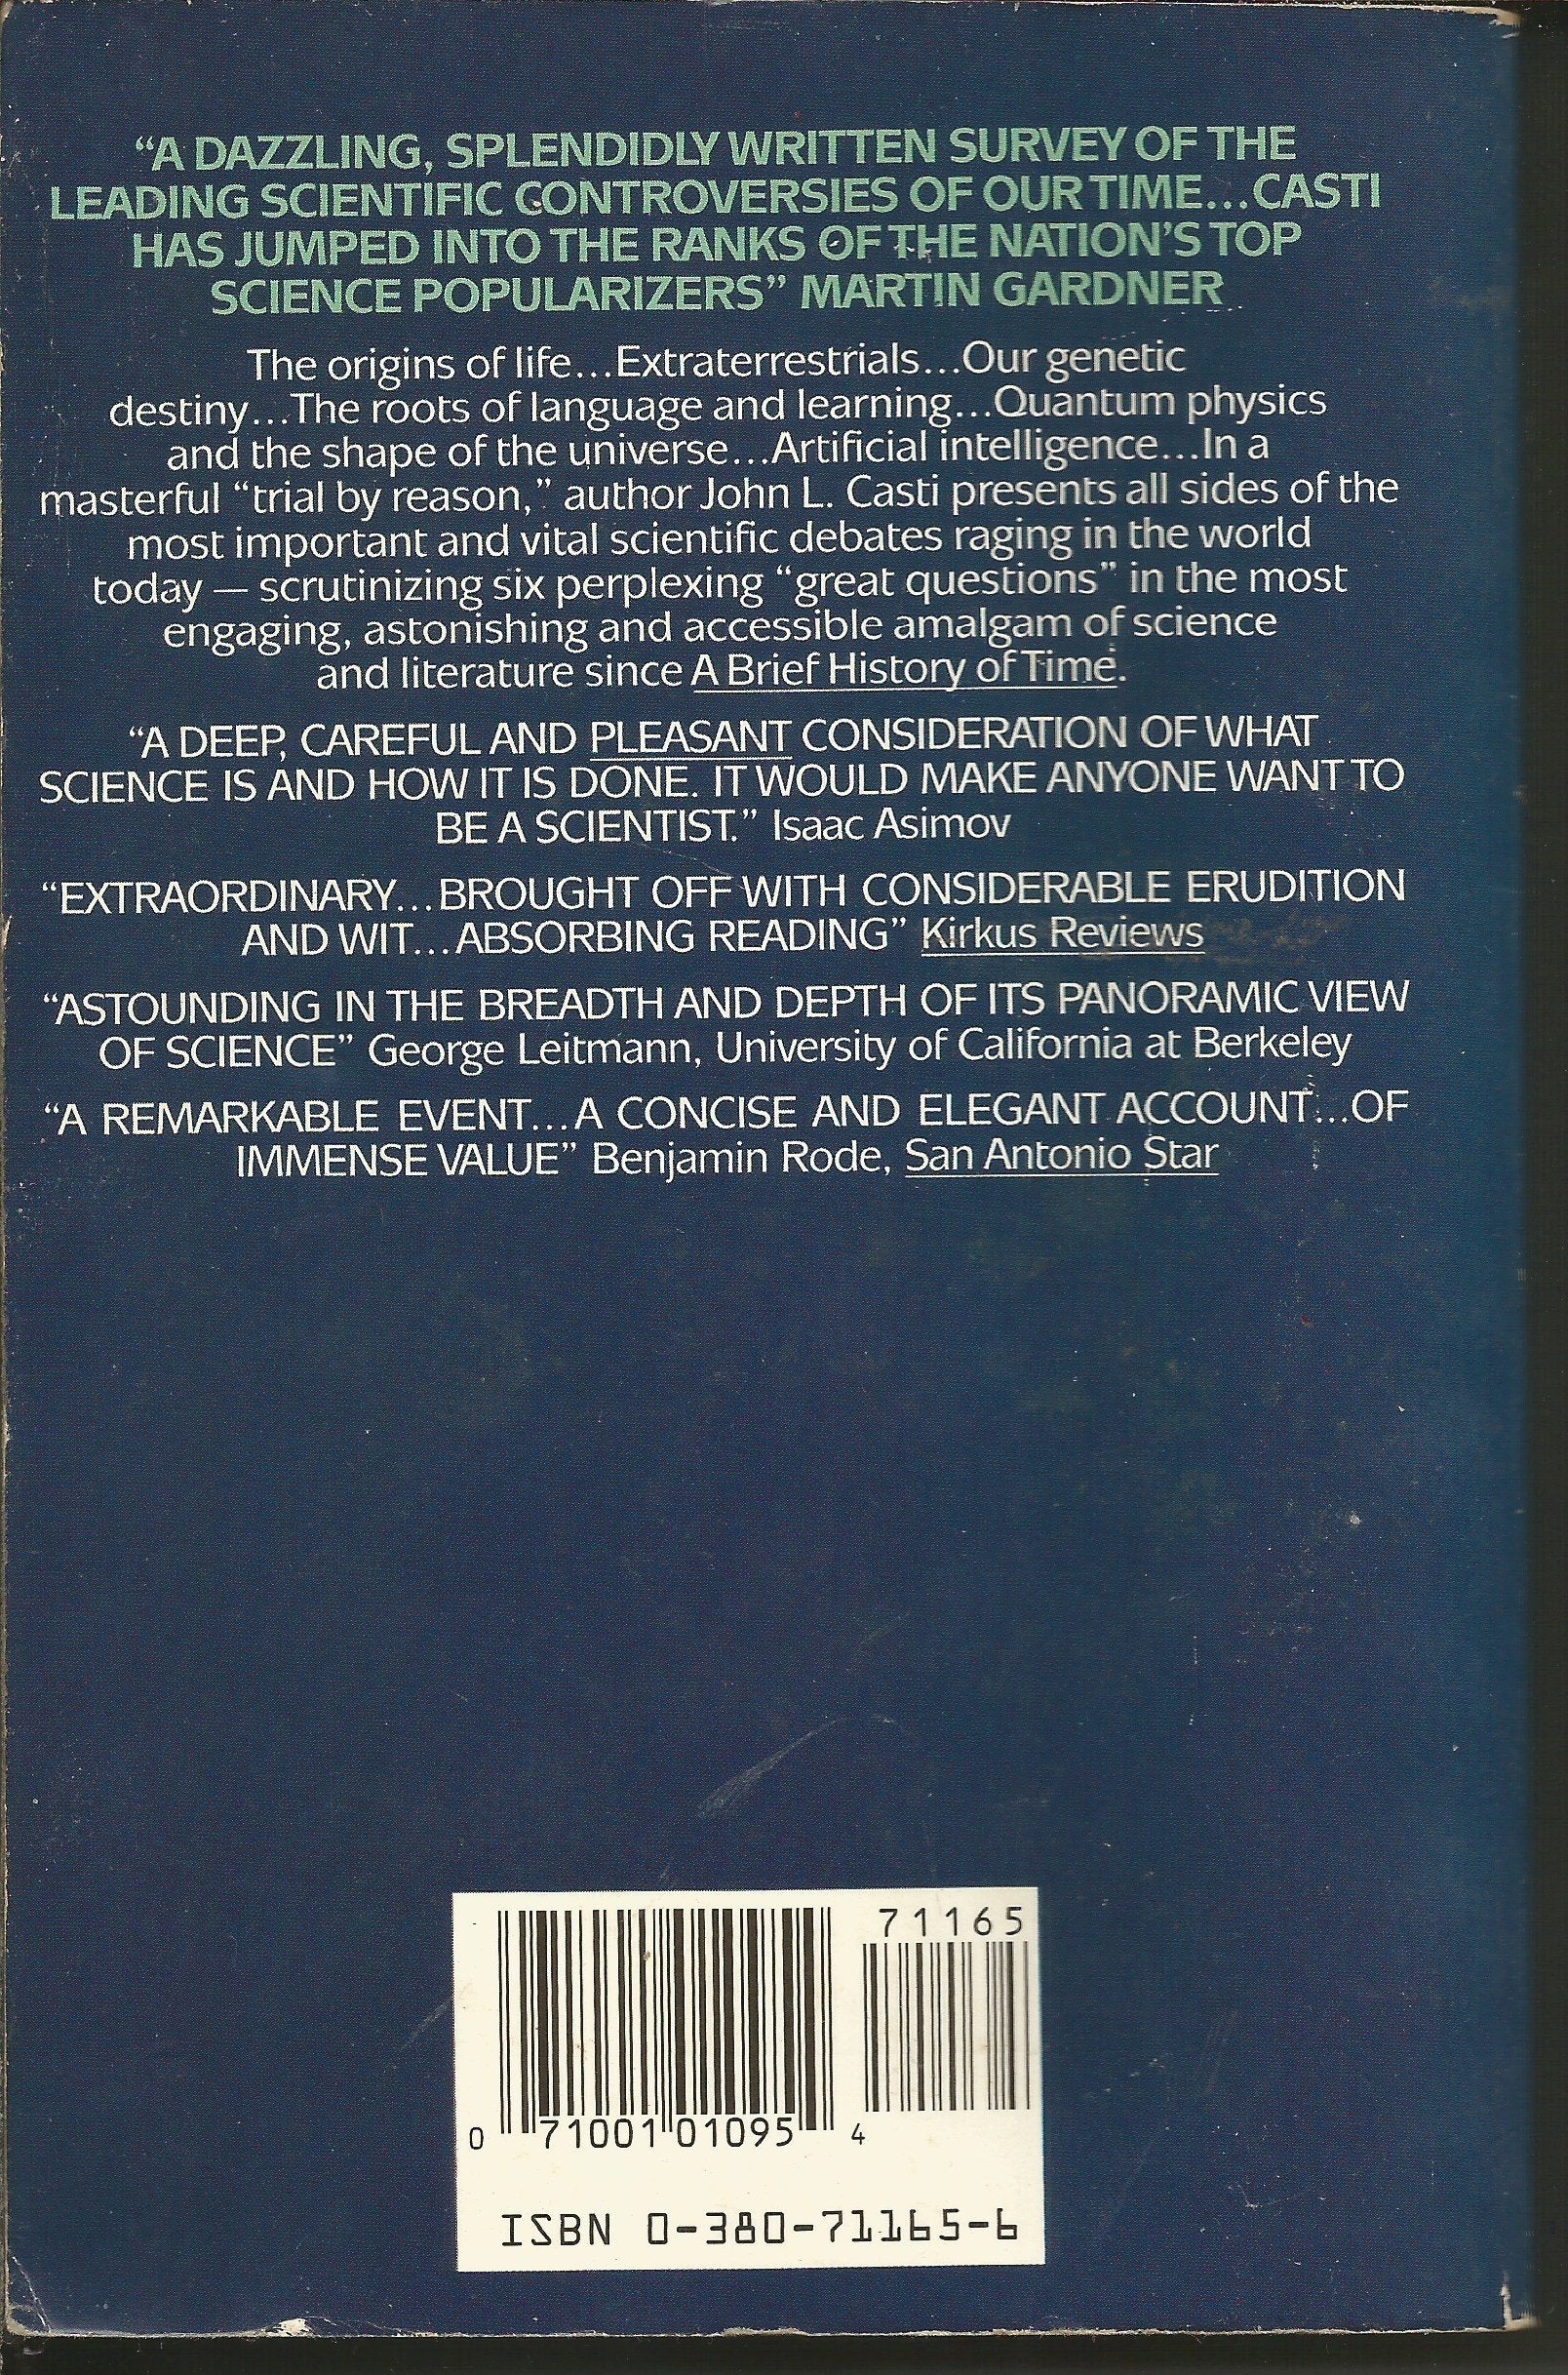 “A DAZZLING, SPLENDIDLY WRITTEN SURVEY OF THE
LEADING SCIENTIFIC CONTROVERSIES OF OUR TIME...CASTI
HAS JUMPED INTO THE RANKS OF THE NATION’S TOP
SCIENCE POPULARIZERS” MARTIN GARDNER
The origins of life...Extraterrestrials...Our genetic
destiny...The roots of language and learning...Quantum physics
and the shape of the universe...Artificial intelligence...In a
masterful “trial by reason,” author John L. Casti presents all sides of the
most important and vital scientific debates raging in the world
today — scrutinizing six perplexing “great questions” in the most
engaging, astonishing and accessible amalgam of science
and literature since A Brief History of Time.
“A DEEP, CAREFUL AND PLEASANT CONSIDERATION OF WHAT
SCIENCE IS AND HOW IT IS DONE. IT WOULD MAKE ANYONE WANT TO
BE A SCIENTIST.” Isaac Asimov
“EXTRAORDINARY...BROUGHT OFF WITH CONSIDERABLE ERUDITION
AND WIT...ABSORBING READING” Kirkus Reviews
“ASTOUNDING IN THE BREADTH AND DEPTH OF ITS PANORAMIC VIEW
OF SCIENCE” George Leitmann, University of California at Berkeley
“A REMARKABLE EVENT...A CONCISE AND ELEGANT ACCOUNT...OF
IMMENSE VALUE” Benjamin Rode, San Antonio Star
71165
0 71001 01095 4
ISBN 0-380-71165-6